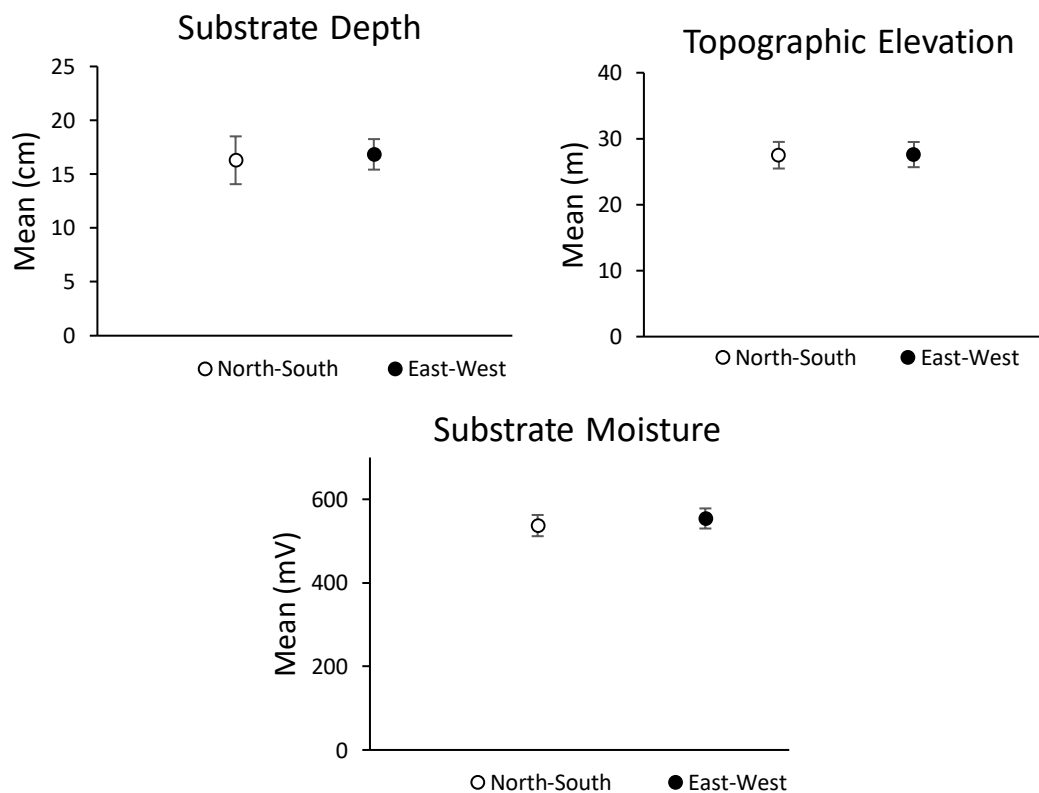 Substrate Depth
Mean (cm)
25
20
15
10
5
0
North-South
East-West
Topographic Elevation
Mean (m)
40
30
20
10
0
North-South
East-West
Substrate Moisture
Mean (mV)
600
400
200
0
North-South
East-West